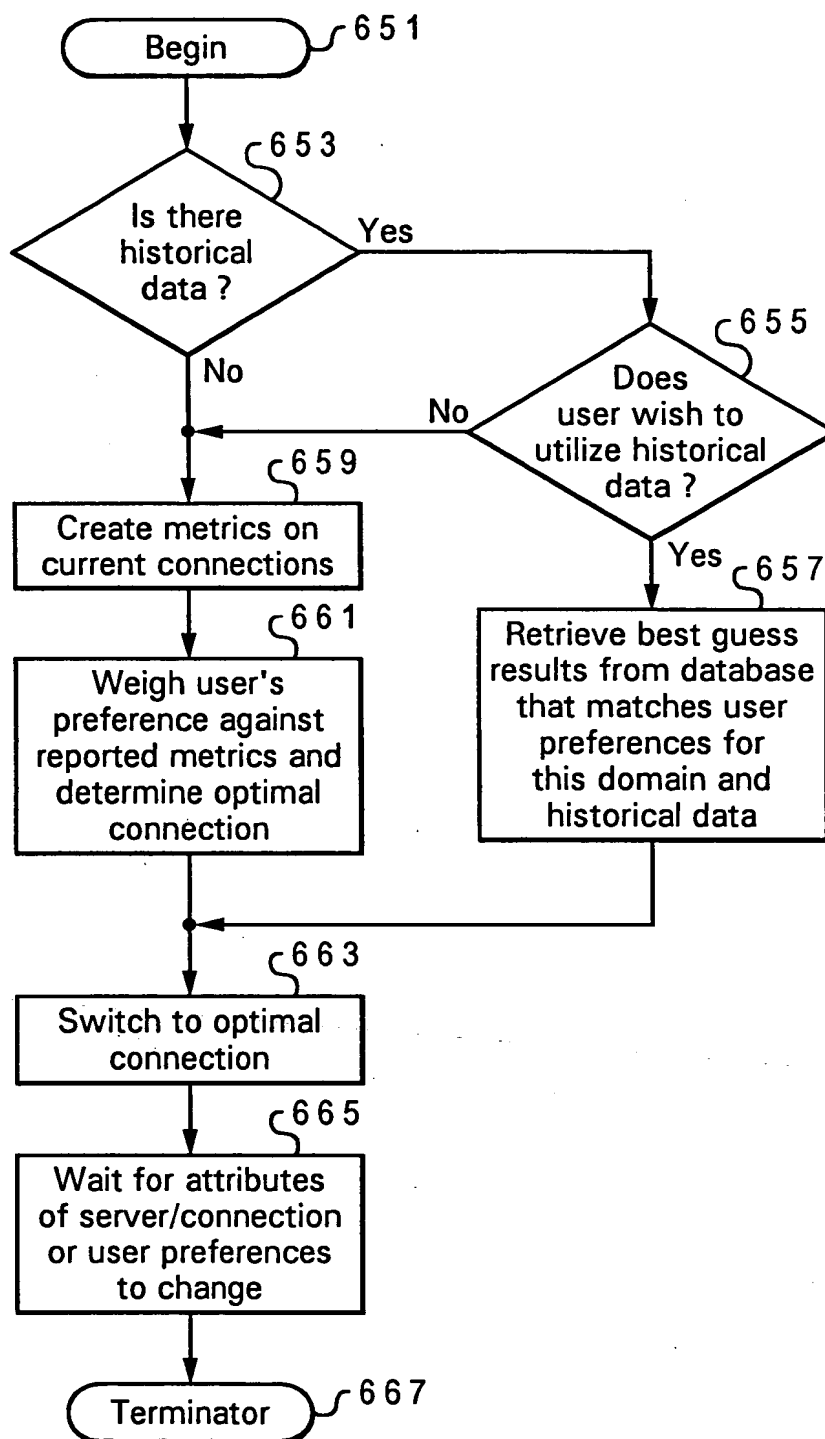 Begin
651
653
Is there
historical
data ?
Yes
No
655
Does
user wish to
utilize historical
data ?
No
Yes
659
Create metrics on
current connections
657
Retrieve best guess
results from database
that matches user
preferences for
this domain and
historical data
661
Weigh user's
preference against
reported metrics and
determine optimal
connection
663
Switch to optimal
connection
665
Wait for attributes
of server/connection
or user preferences
to change
Terminator
667